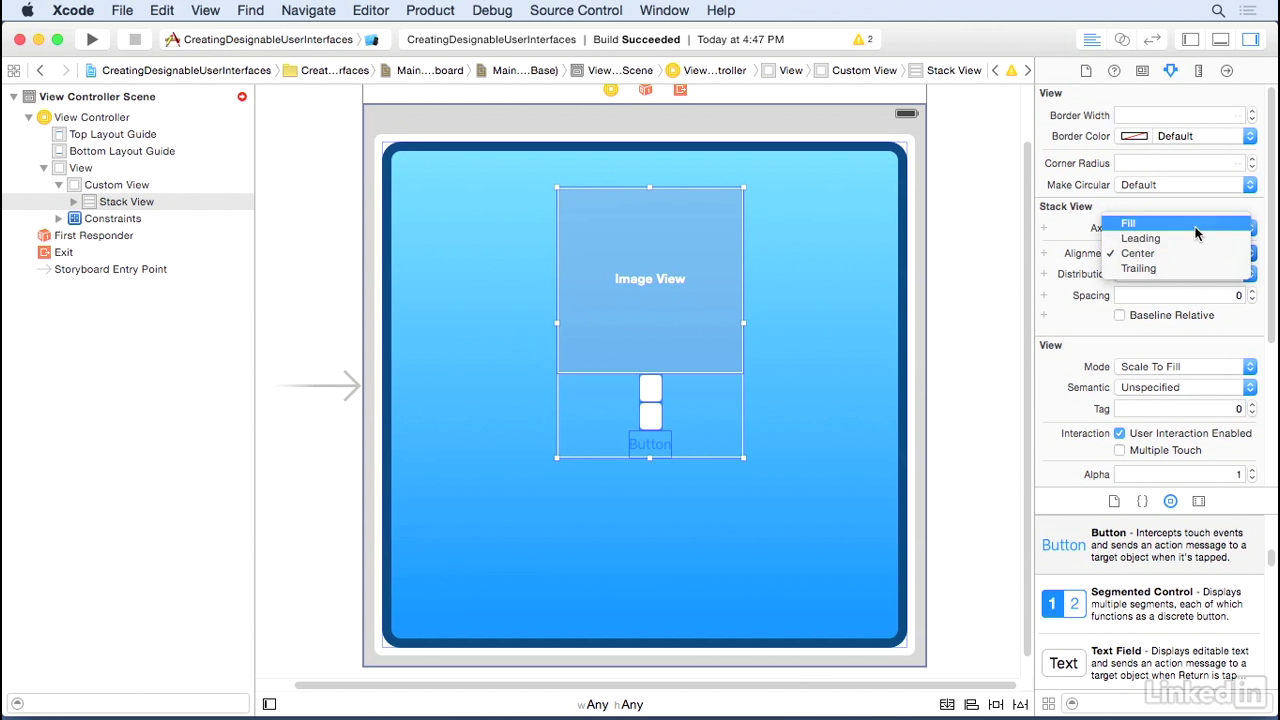 Xcode File Edit View Find Navigate Editor Product Debug Source Control Window Help
CreatingDesignableUserInterfaces
CreatingDesignableUserInterfaces | Build Succeeded | Today at 4:47 PM
2
CreatingDesignableUserInterfaces
Creat...rfaces
Main....board
Main....Base)
View...Scene
View...troller
View
Custom View
Stack View
View Controller Scene
View Controller
Top Layout Guide
Bottom Layout Guide
View
Custom View
Stack View
Constraints
First Responder
Exit
Storyboard Entry Point
Image View
Button
wAny hAny
View
Border Width
Border Color Default
Corner Radius
Make Circular Default
Stack View
Ax
Fill
Leading
Alignme
Center
Trailing
Distributi
Spacing 0
Baseline Relative
View
Mode Scale To Fill
Semantic Unspecified
Tag 0
Interaction User Interaction Enabled
Multiple Touch
Alpha 1
Button
Button - Intercepts touch events
and sends an action message to a
target object when it's tapped.
1 2
Segmented Control - Displays
multiple segments, each of which
functions as a discrete button.
Text
Text Field - Displays editable text
and sends an action message to a
target object when Return is tap...
LinkedIn